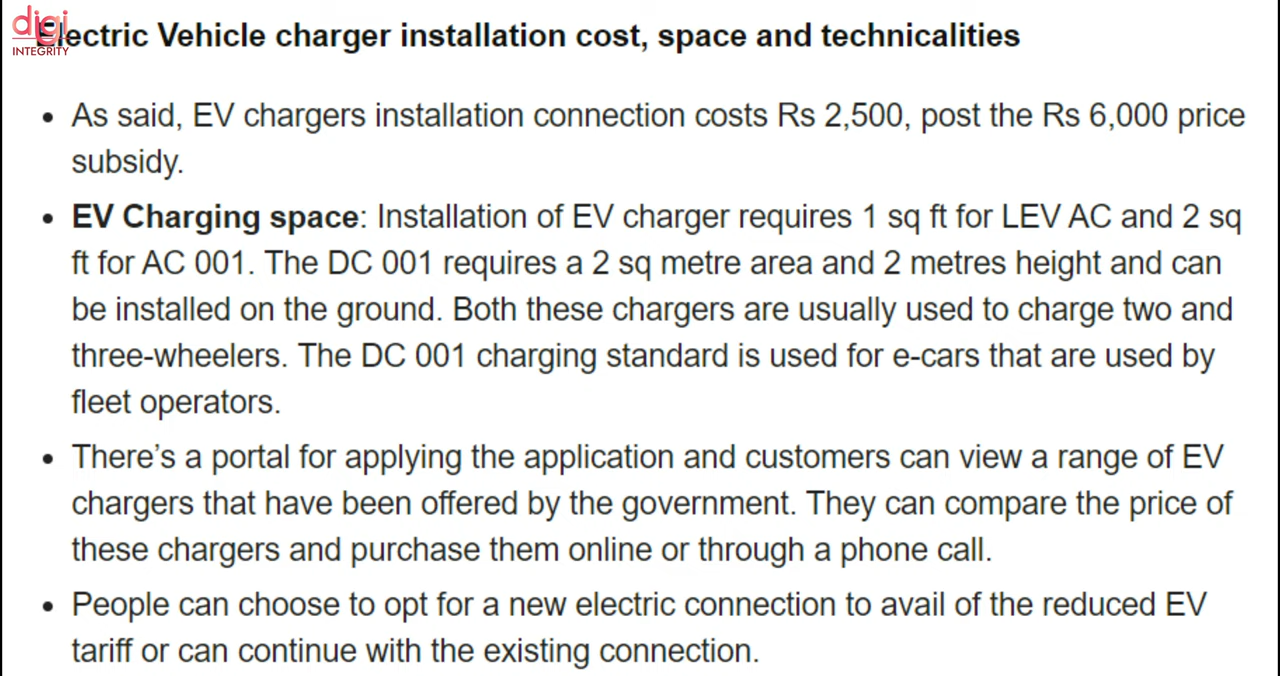 digi
INTEGRITY
Electric Vehicle charger installation cost, space and technicalities
• As said, EV chargers installation connection costs Rs 2,500, post the Rs 6,000 price
subsidy.
• EV Charging space: Installation of EV charger requires 1 sq ft for LEV AC and 2 sq
ft for AC 001. The DC 001 requires a 2 sq metre area and 2 metres height and can
be installed on the ground. Both these chargers are usually used to charge two and
three-wheelers. The DC 001 charging standard is used for e-cars that are used by
fleet operators.
• There’s a portal for applying the application and customers can view a range of EV
chargers that have been offered by the government. They can compare the price of
these chargers and purchase them online or through a phone call.
• People can choose to opt for a new electric connection to avail of the reduced EV
tariff or can continue with the existing connection.